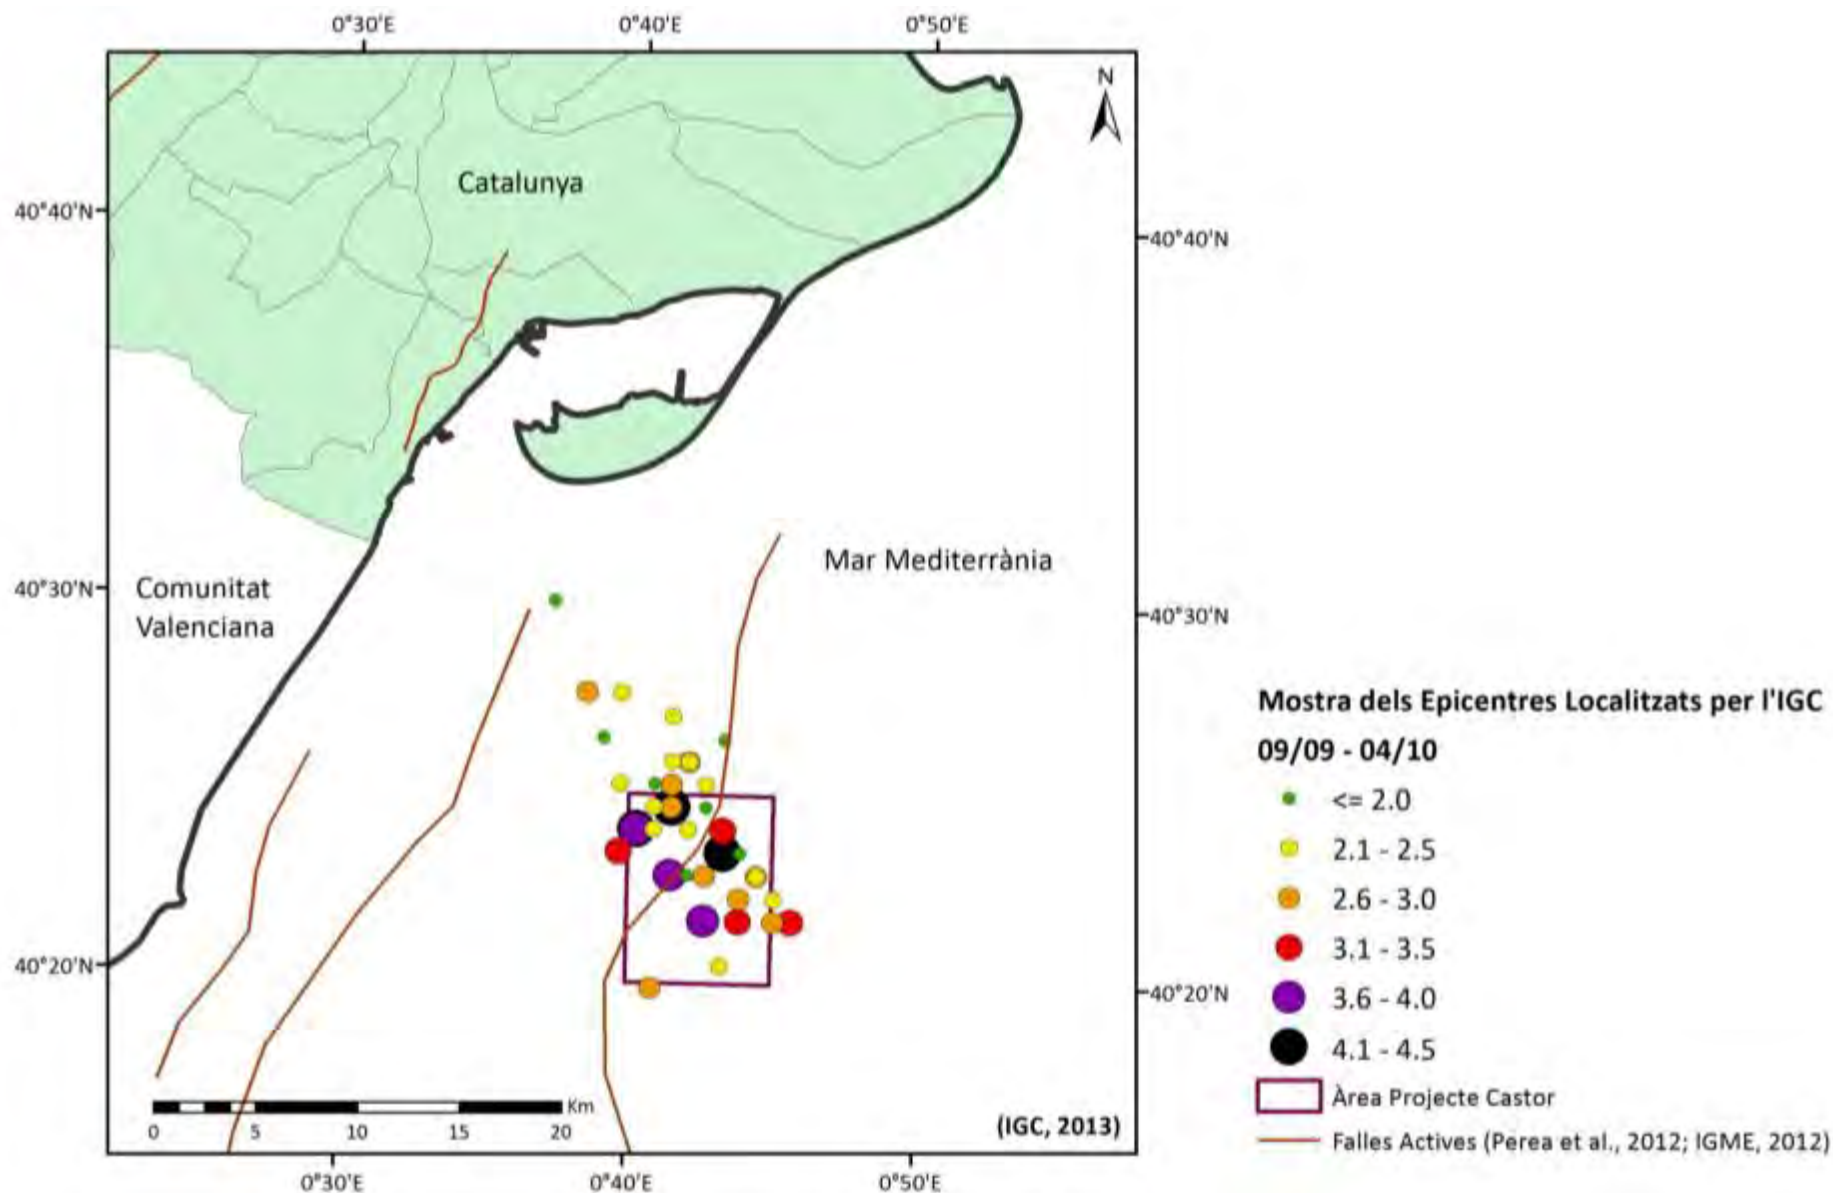 0°30'E 0°40'E 0°50'E
N
Catalunya
40°40'N
40°40'N
Mar Mediterrània
Comunitat
Valenciana
40°30'N
40°30'N
40°20'N
40°20'N
Km
0 5 10 15 20
(IGC, 2013)
0°30'E 0°40'E 0°50'E
Mostra dels Epicentres Localitzats per l'IGC
09/09 - 04/10
<= 2.0
2.1 - 2.5
2.6 - 3.0
3.1 - 3.5
3.6 - 4.0
4.1 - 4.5
Àrea Projecte Castor
Falles Actives (Perea et al., 2012; IGME, 2012)